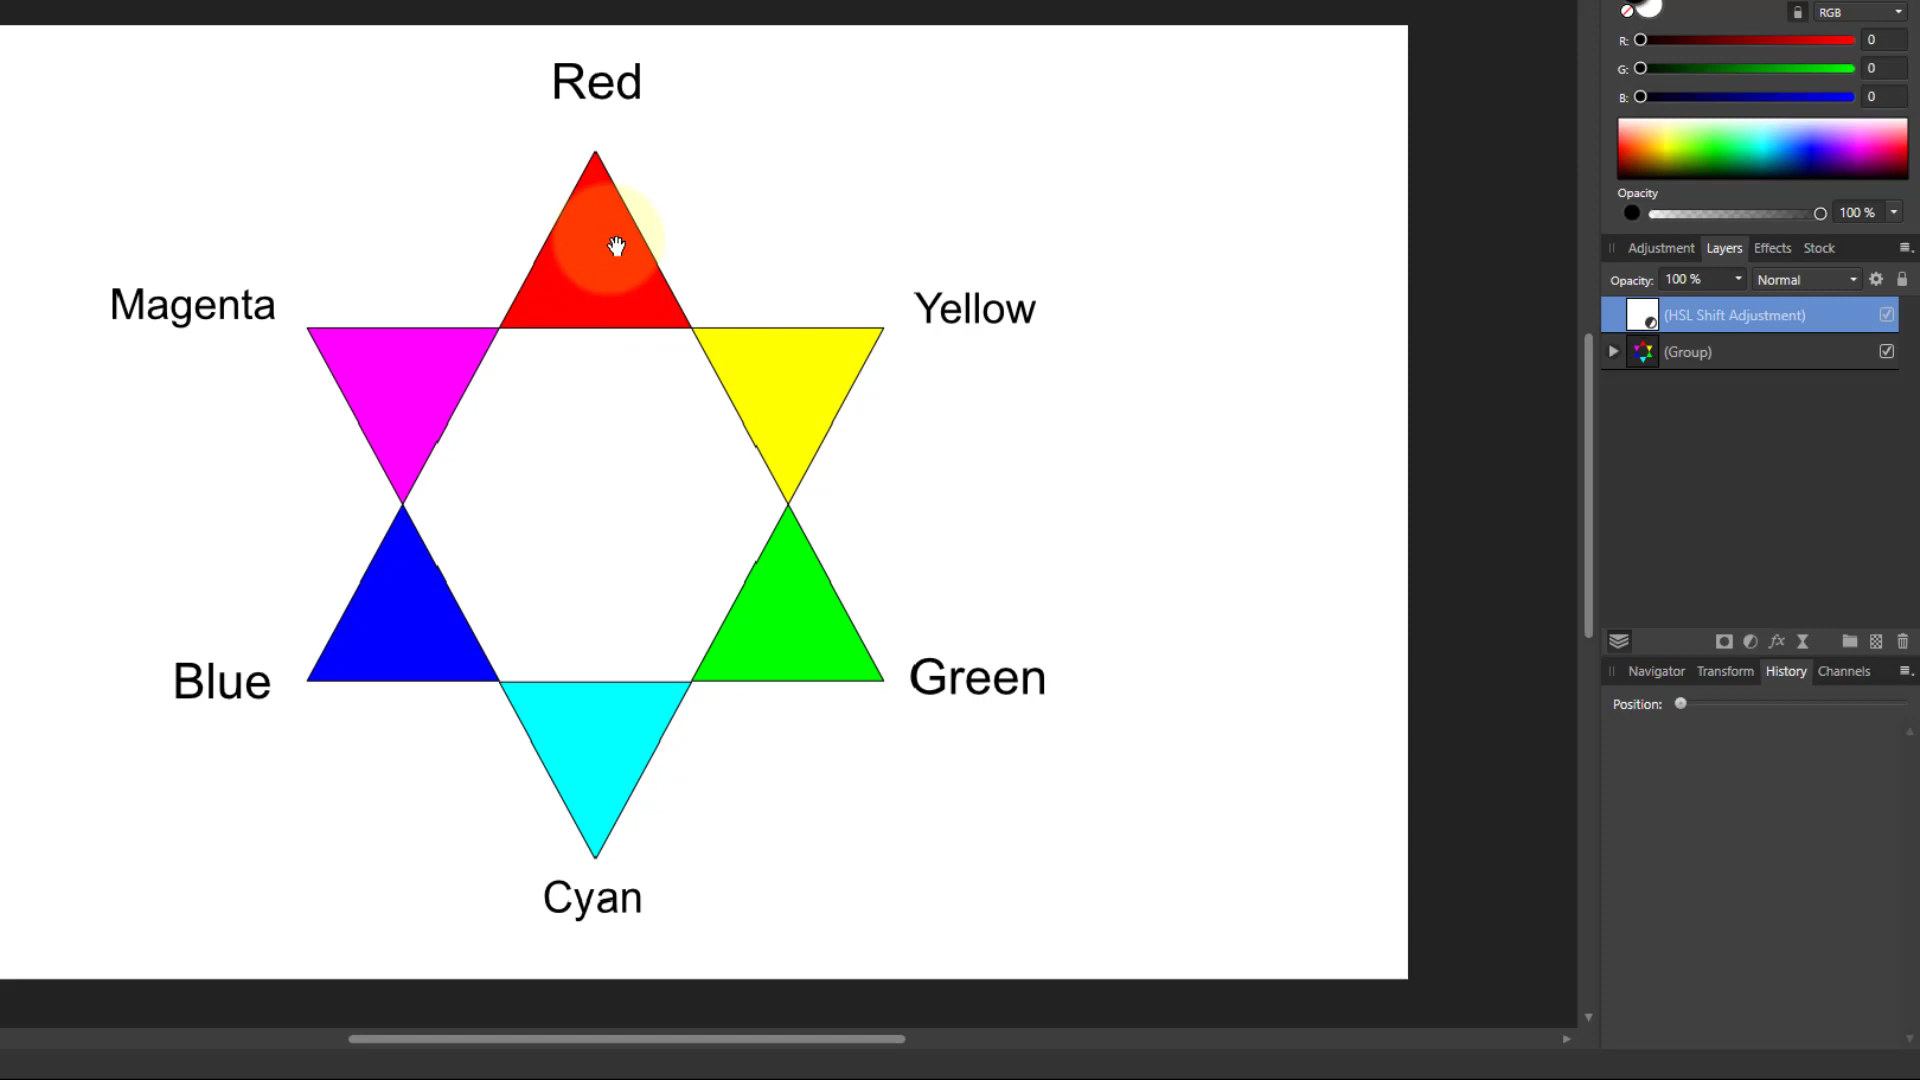 Red
Magenta
Yellow
Blue
Green
Cyan
RGB
R: 0
G: 0
B: 0
Opacity
100 %
Adjustment Layers Effects Stock
Opacity: 100 % Normal
(HSL Shift Adjustment)
(Group)
fx
Navigator Transform History Channels
Position: